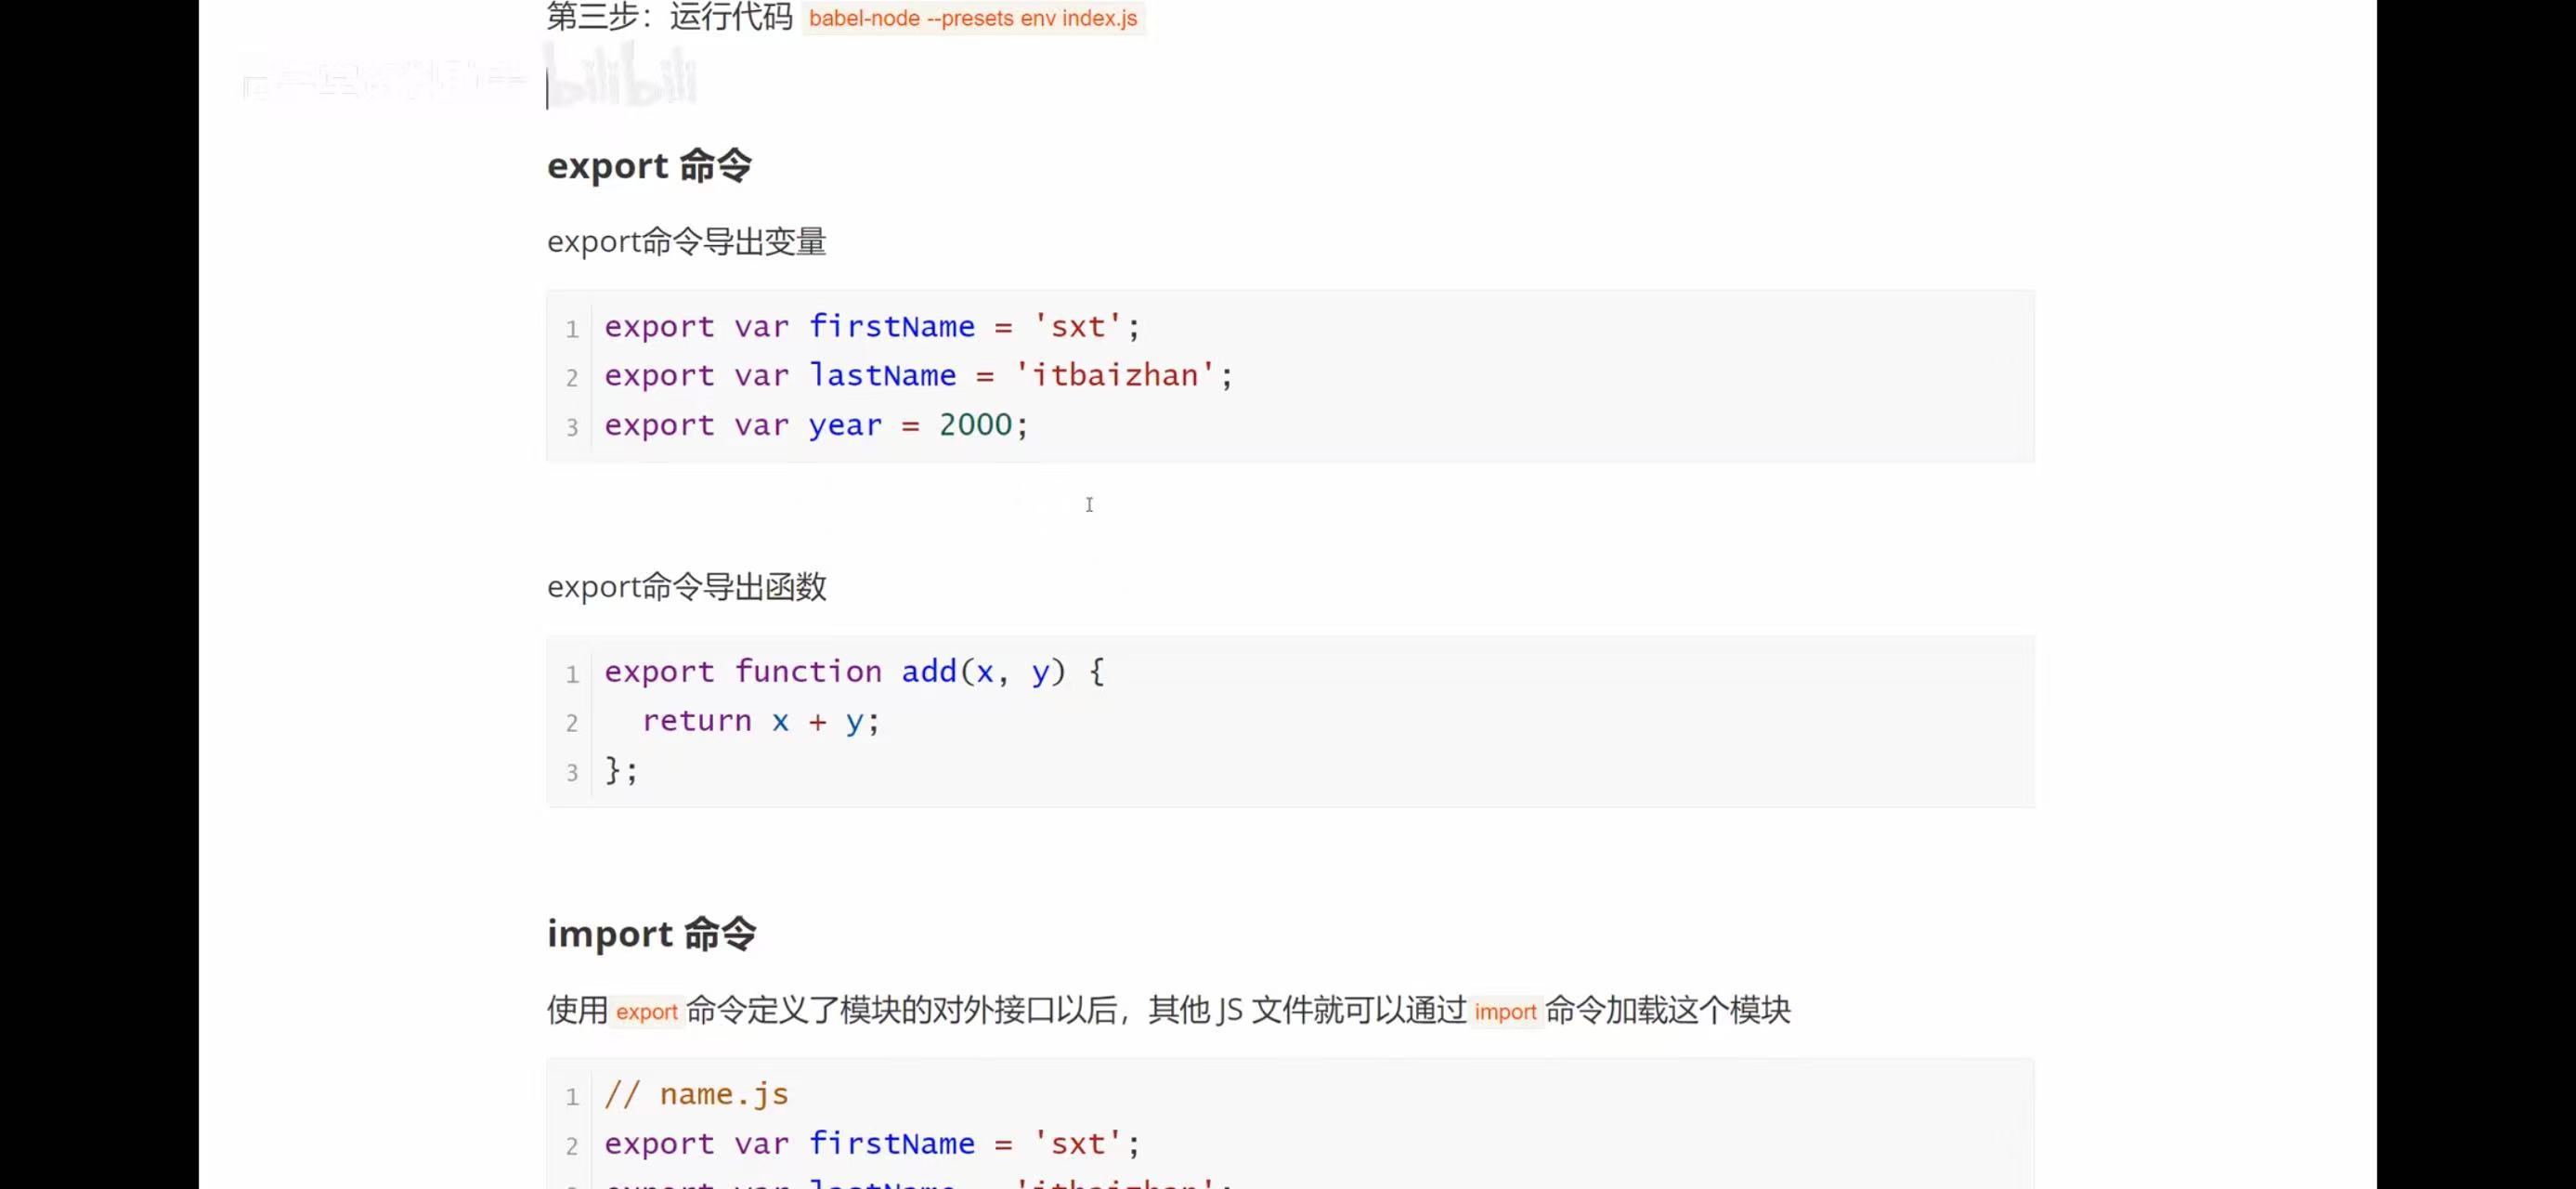 第三步：运行代码 babel-node --presets env index.js
bilibili
export 命令
export命令导出变量
1 export var firstName = 'sxt';
2 export var lastName = 'itbaizhan';
3 export var year = 2000;
export命令导出函数
1 export function add(x, y) {
2   return x + y;
3 };
import 命令
使用 export 命令定义了模块的对外接口以后，其他 JS 文件就可以通过 import 命令加载这个模块
1 // name.js
2 export var firstName = 'sxt';
export var lastName = 'itbaizhan';